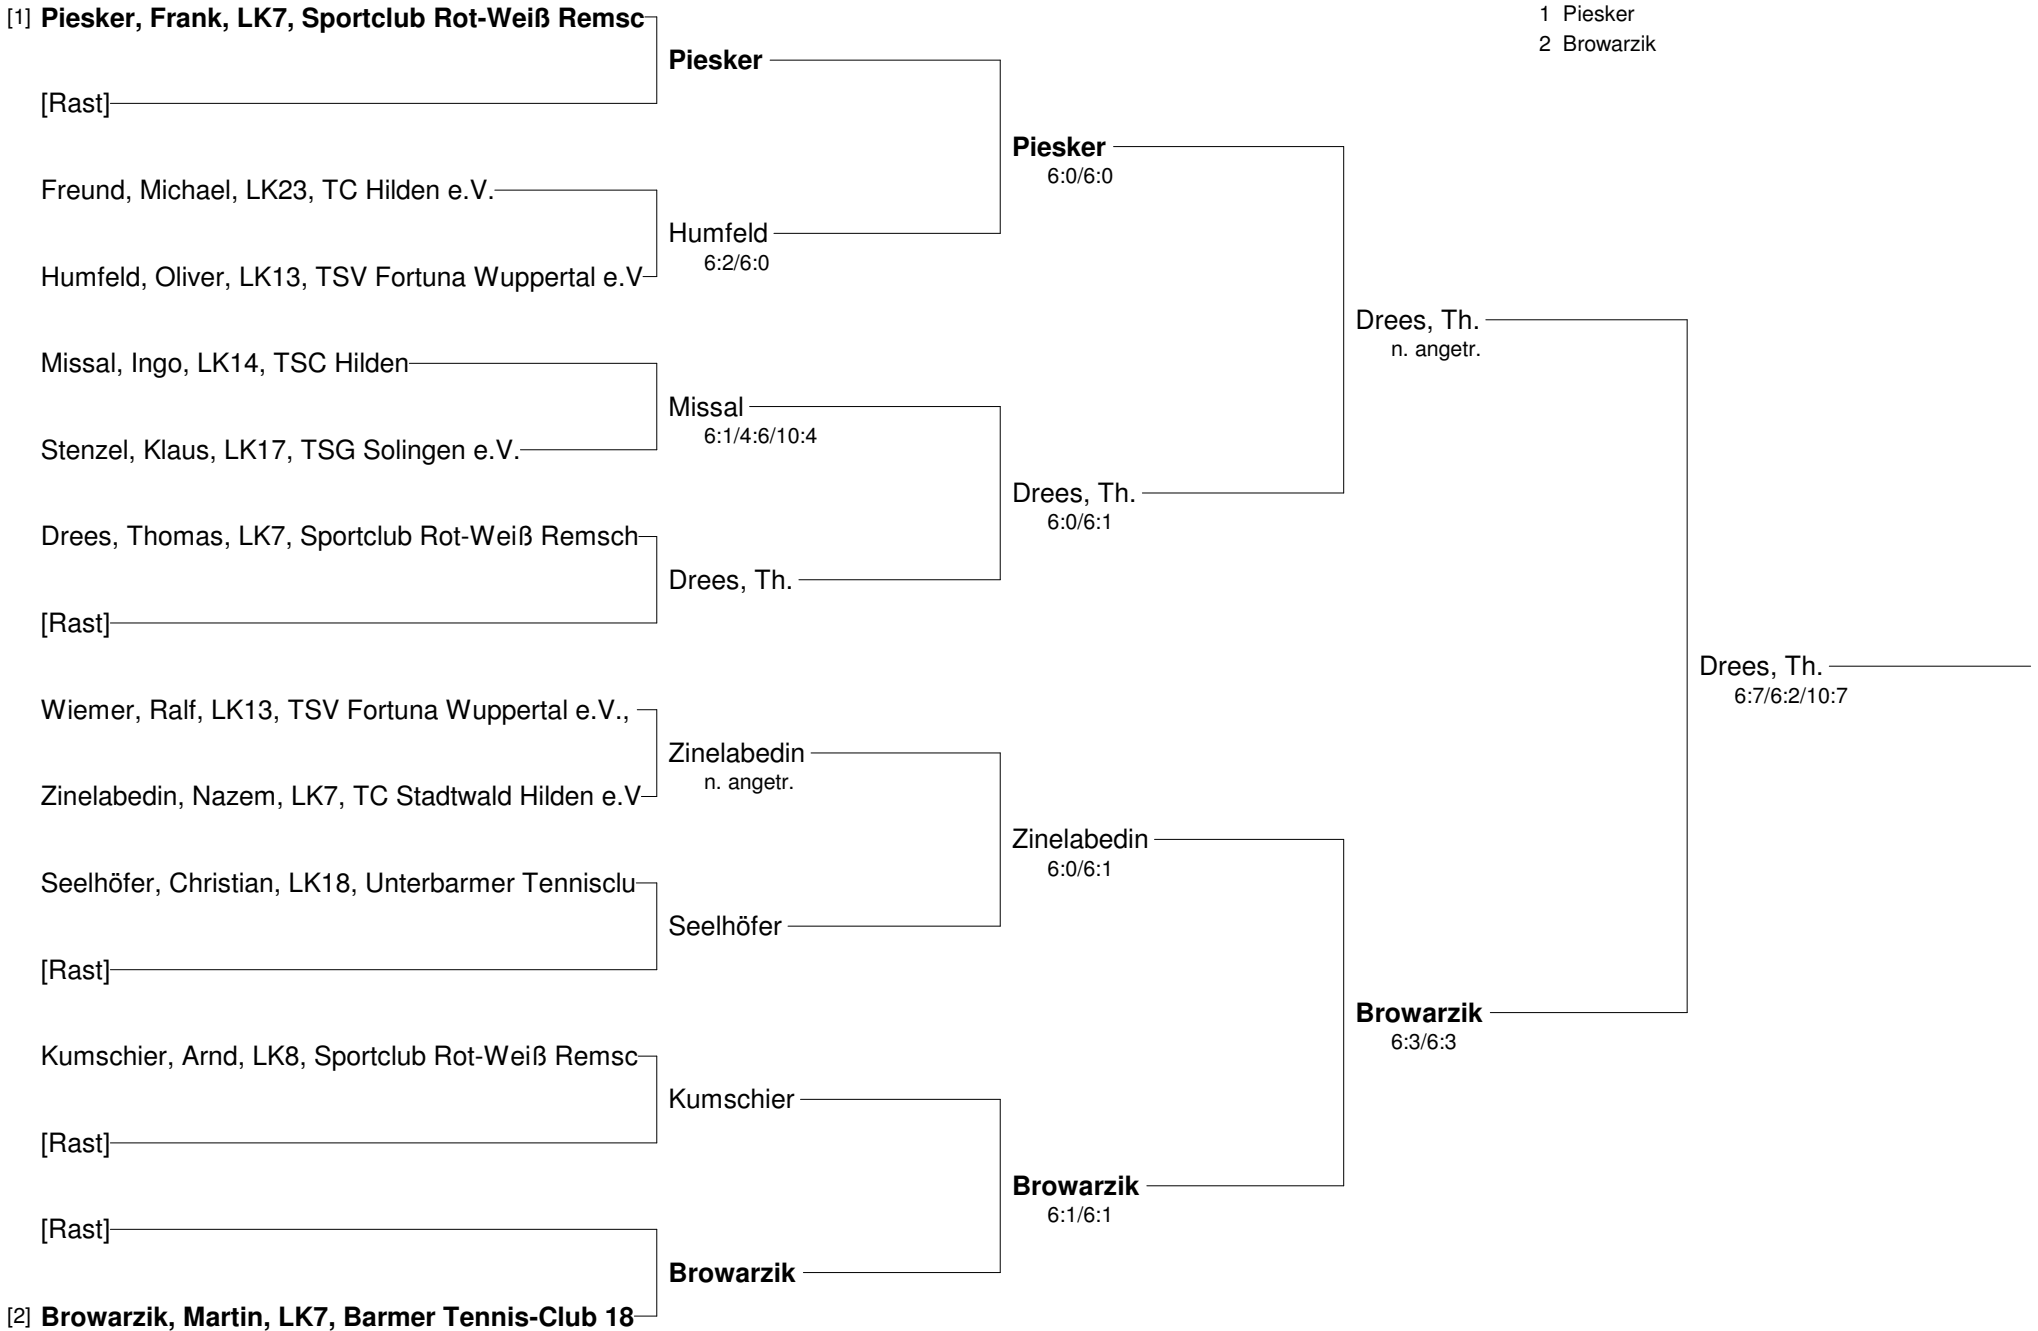 [1] Piesker, Frank, LK7, Sportclub Rot-Weiß Remsc
[Rast]
Freund, Michael, LK23, TC Hilden e.V.
Humfeld, Oliver, LK13, TSV Fortuna Wuppertal e.V
Missal, Ingo, LK14, TSC Hilden
Stenzel, Klaus, LK17, TSG Solingen e.V.
Drees, Thomas, LK7, Sportclub Rot-Weiß Remsch
[Rast]
Wiemer, Ralf, LK13, TSV Fortuna Wuppertal e.V.,
Zinelabedin, Nazem, LK7, TC Stadtwald Hilden e.V
Seelhöfer, Christian, LK18, Unterbarmer Tennisclu
[Rast]
Kumschier, Arnd, LK8, Sportclub Rot-Weiß Remsc
[Rast]
[Rast]
[2] Browarzik, Martin, LK7, Barmer Tennis-Club 18
Piesker
Humfeld
6:2/6:0
Missal
6:1/4:6/10:4
Drees, Th.
Zinelabedin
n. angetr.
Seelhöfer
Kumschier
Browarzik
Piesker
6:0/6:0
Drees, Th.
6:0/6:1
Zinelabedin
6:0/6:1
Browarzik
6:1/6:1
Drees, Th.
n. angetr.
Browarzik
6:3/6:3
Drees, Th.
6:7/6:2/10:7
1 Piesker
2 Browarzik